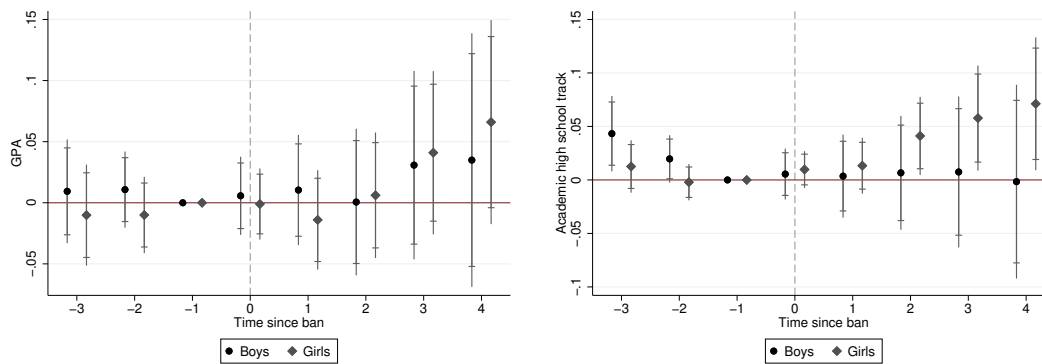 GPA
.15
.1
.05
0
-.05
−3 −2 −1 0 1 2 3 4
Time since ban
Boys Girls
Academic high school track
.15
.1
.05
0
-.05
-.1
−3 −2 −1 0 1 2 3 4
Time since ban
Boys Girls